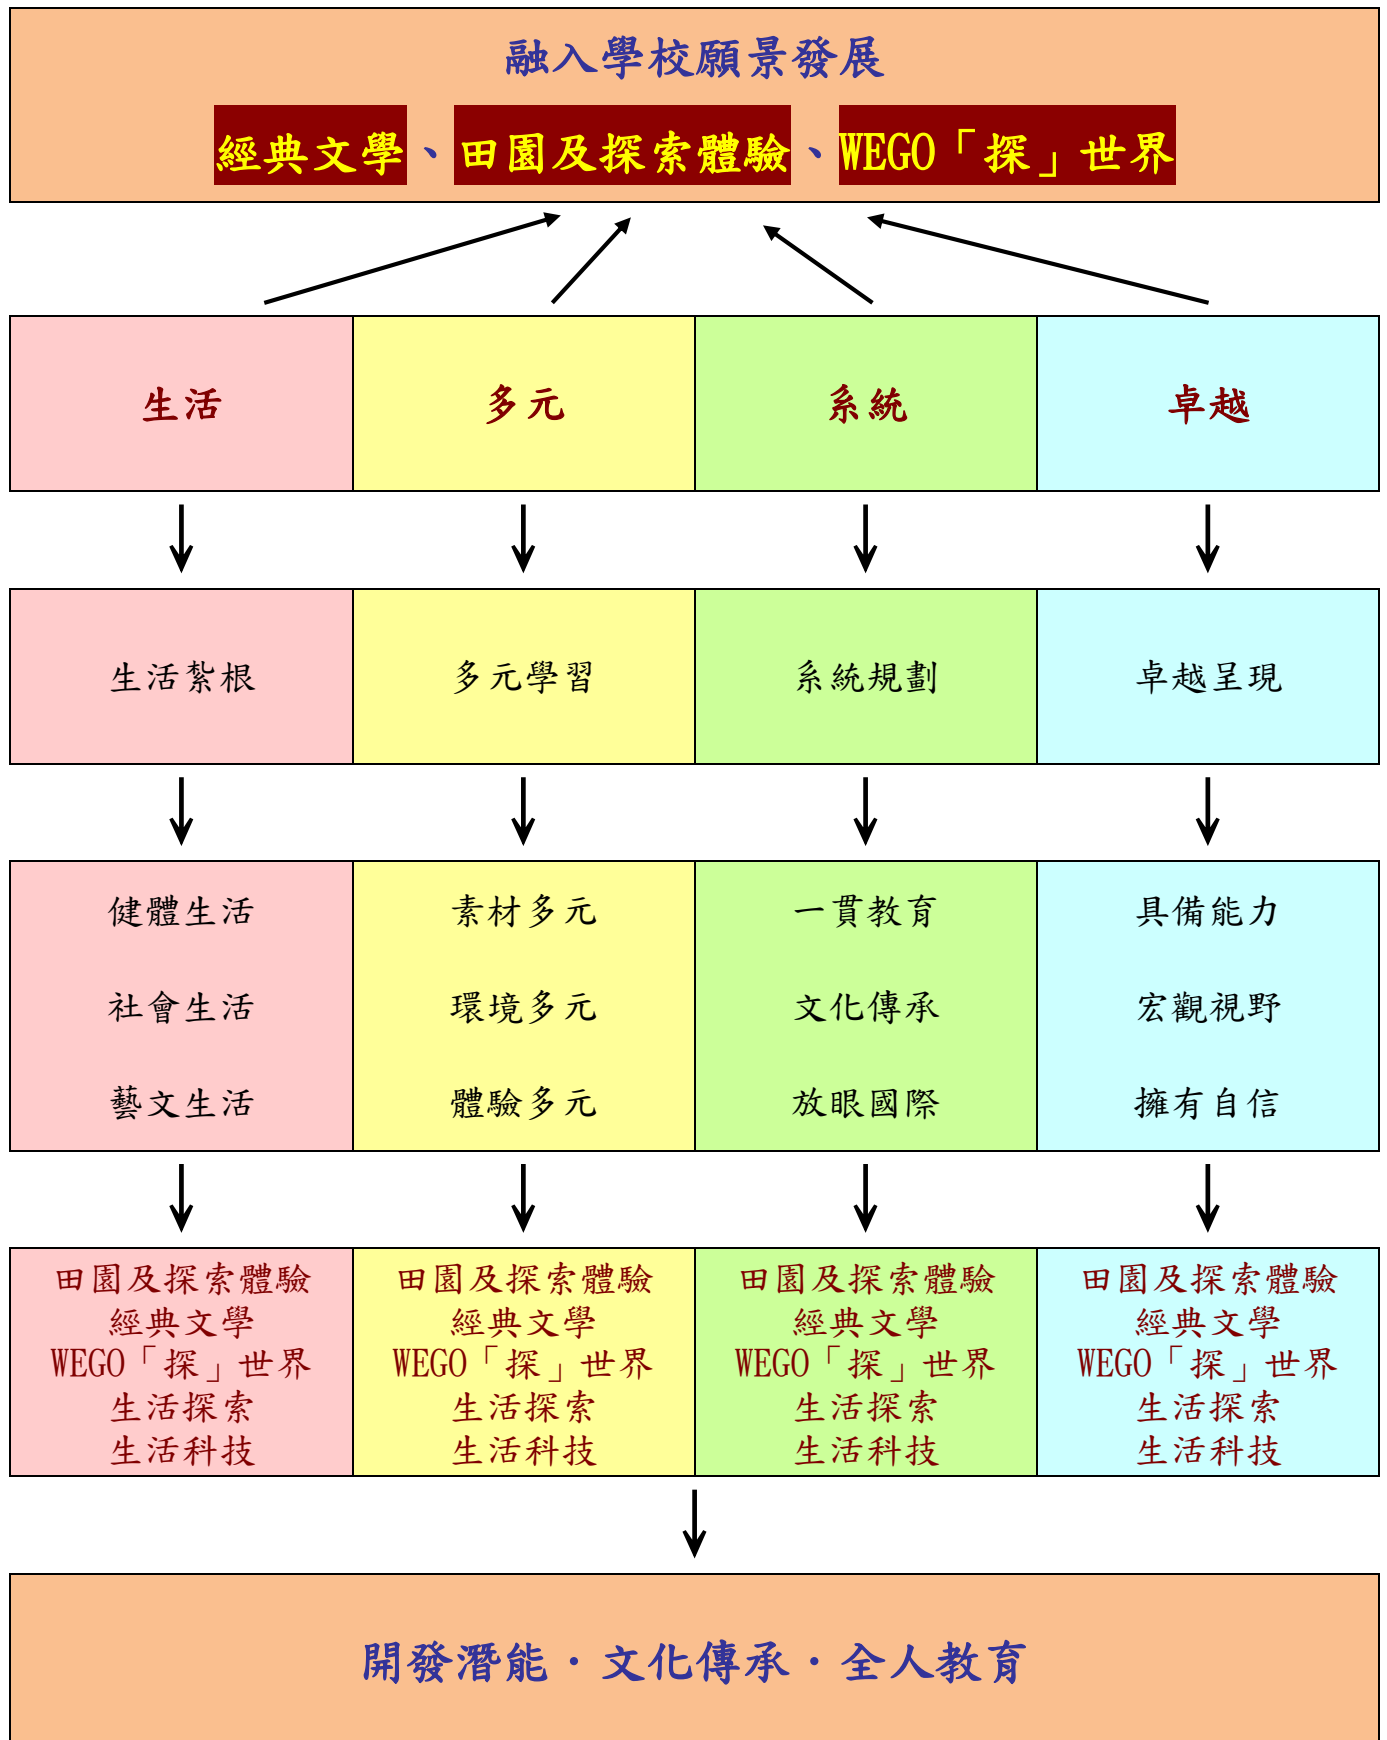 融入學校願景發展
經典文學、田園及探索體驗、WEGO「探」世界
生活
多元
系統
卓越
生活紮根
多元學習
系統規劃
卓越呈現
健體生活
社會生活
藝文生活
素材多元
環境多元
體驗多元
一貫教育
文化傳承
放眼國際
具備能力
宏觀視野
擁有自信
田園及探索體驗
經典文學
WEGO「探」世界
生活探索
生活科技
田園及探索體驗
經典文學
WEGO「探」世界
生活探索
生活科技
田園及探索體驗
經典文學
WEGO「探」世界
生活探索
生活科技
田園及探索體驗
經典文學
WEGO「探」世界
生活探索
生活科技
開發潛能．文化傳承．全人教育